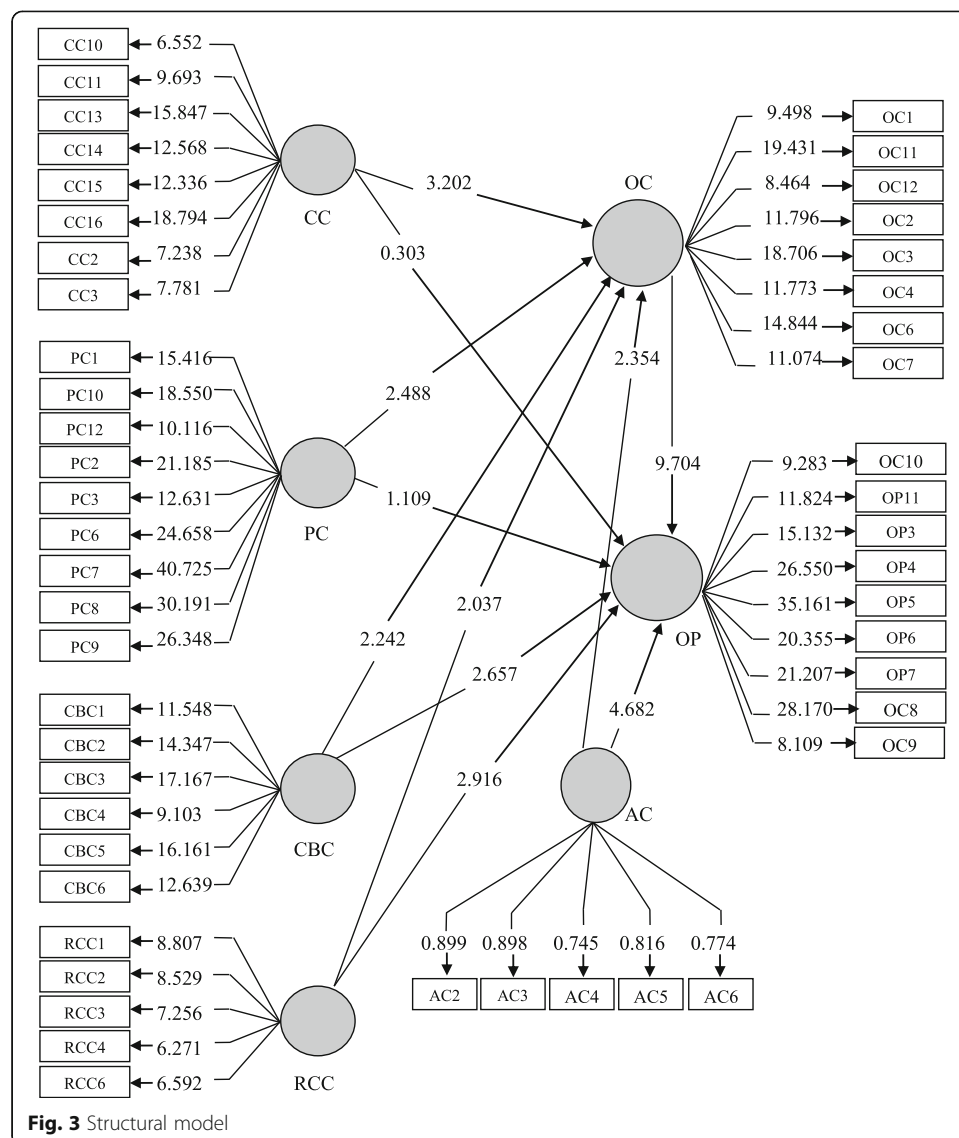 CC10 6.552
CC11 9.693
CC13 15.847
CC14 12.568
CC15 12.336
CC16 18.794
CC2 7.238
CC3 7.781
CC
3.202
0.303
OC
9.498 OC1
19.431 OC11
8.464 OC12
11.796 OC2
18.706 OC3
11.773 OC4
14.844 OC6
11.074 OC7
PC1 15.416
PC10 18.550
PC12 10.116
PC2 21.185
PC3 12.631
PC6 24.658
PC7 40.725
PC8 30.191
PC9 26.348
PC
2.488
1.109
2.354
9.704
OP
9.283 OC10
11.824 OP11
15.132 OP3
26.550 OP4
35.161 OP5
20.355 OP6
21.207 OP7
28.170 OC8
8.109 OC9
CBC1 11.548
CBC2 14.347
CBC3 17.167
CBC4 9.103
CBC5 16.161
CBC6 12.639
CBC
2.242
2.657
2.037
2.916
4.682
AC
0.899 0.898 0.745 0.816 0.774
AC2 AC3 AC4 AC5 AC6
RCC1 8.807
RCC2 8.529
RCC3 7.256
RCC4 6.271
RCC6 6.592
RCC
Fig. 3 Structural model